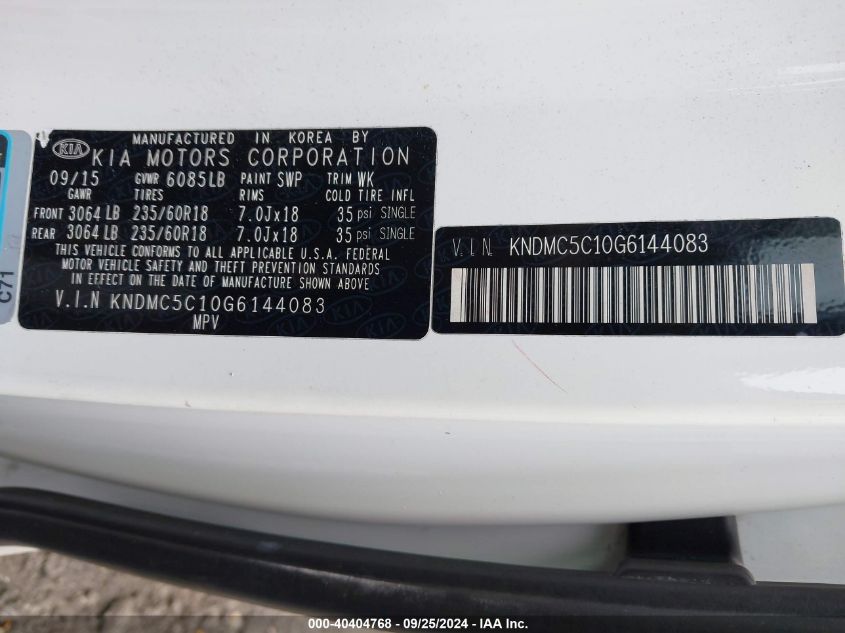 KIA
MANUFACTURED IN KOREA BY
KIA MOTORS CORPORATION
09/15 GVWR 6085LB PAINT SWP TRIM WK
GAWR TIRES RIMS COLD TIRE INFL
FRONT 3064 LB 235/60R18 7.0Jx18 35 psi SINGLE
REAR 3064 LB 235/60R18 7.0Jx18 35 psi SINGLE
THIS VEHICLE CONFORMS TO ALL APPLICABLE U.S.A. FEDERAL
MOTOR VEHICLE SAFETY AND THEFT PREVENTION STANDARDS
IN EFFECT ON THE DATE OF MANUFACTURE SHOWN ABOVE
V.I.N KNDMC5C10G6144083
MPV
V.I.N. KNDMC5C10G6144083
C71
000-40404768 - 09/25/2024 - IAA Inc.